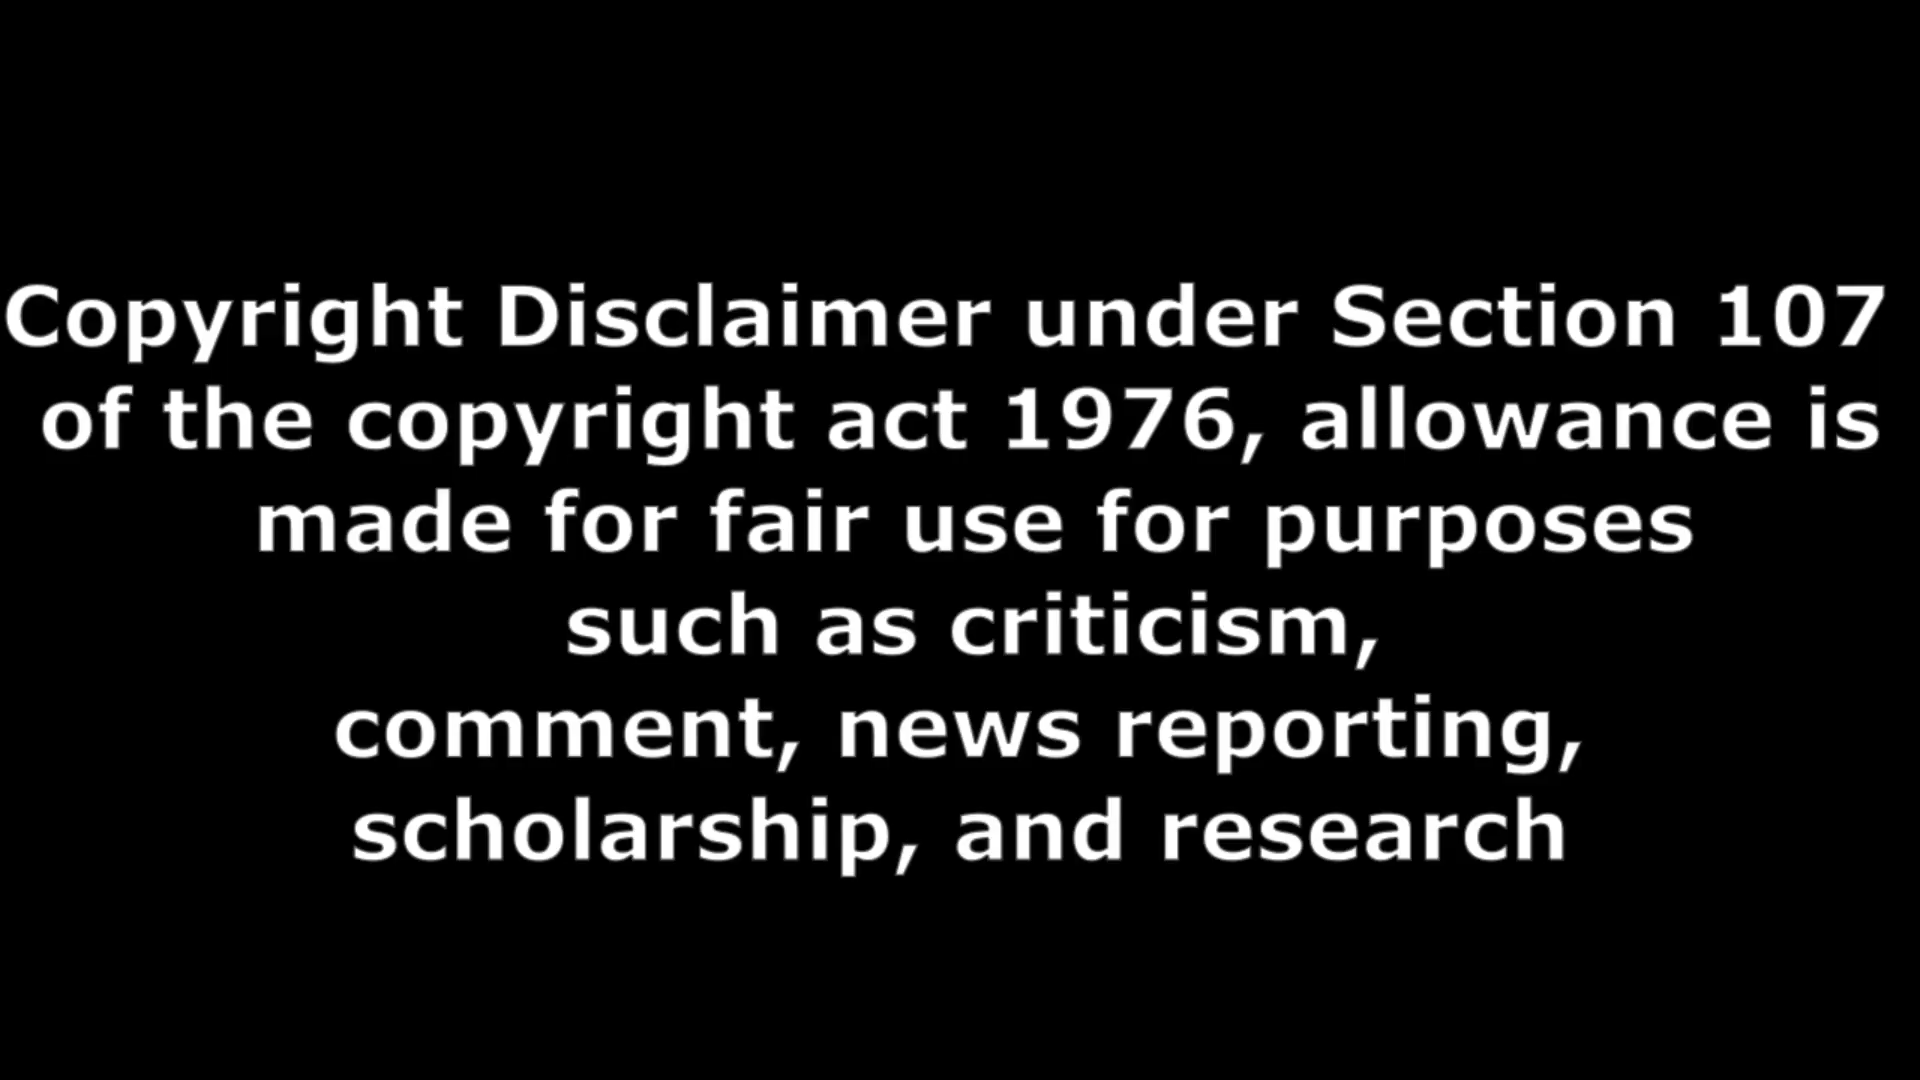 Copyright Disclaimer under Section 107
of the copyright act 1976, allowance is
made for fair use for purposes
such as criticism,
comment, news reporting,
scholarship, and research